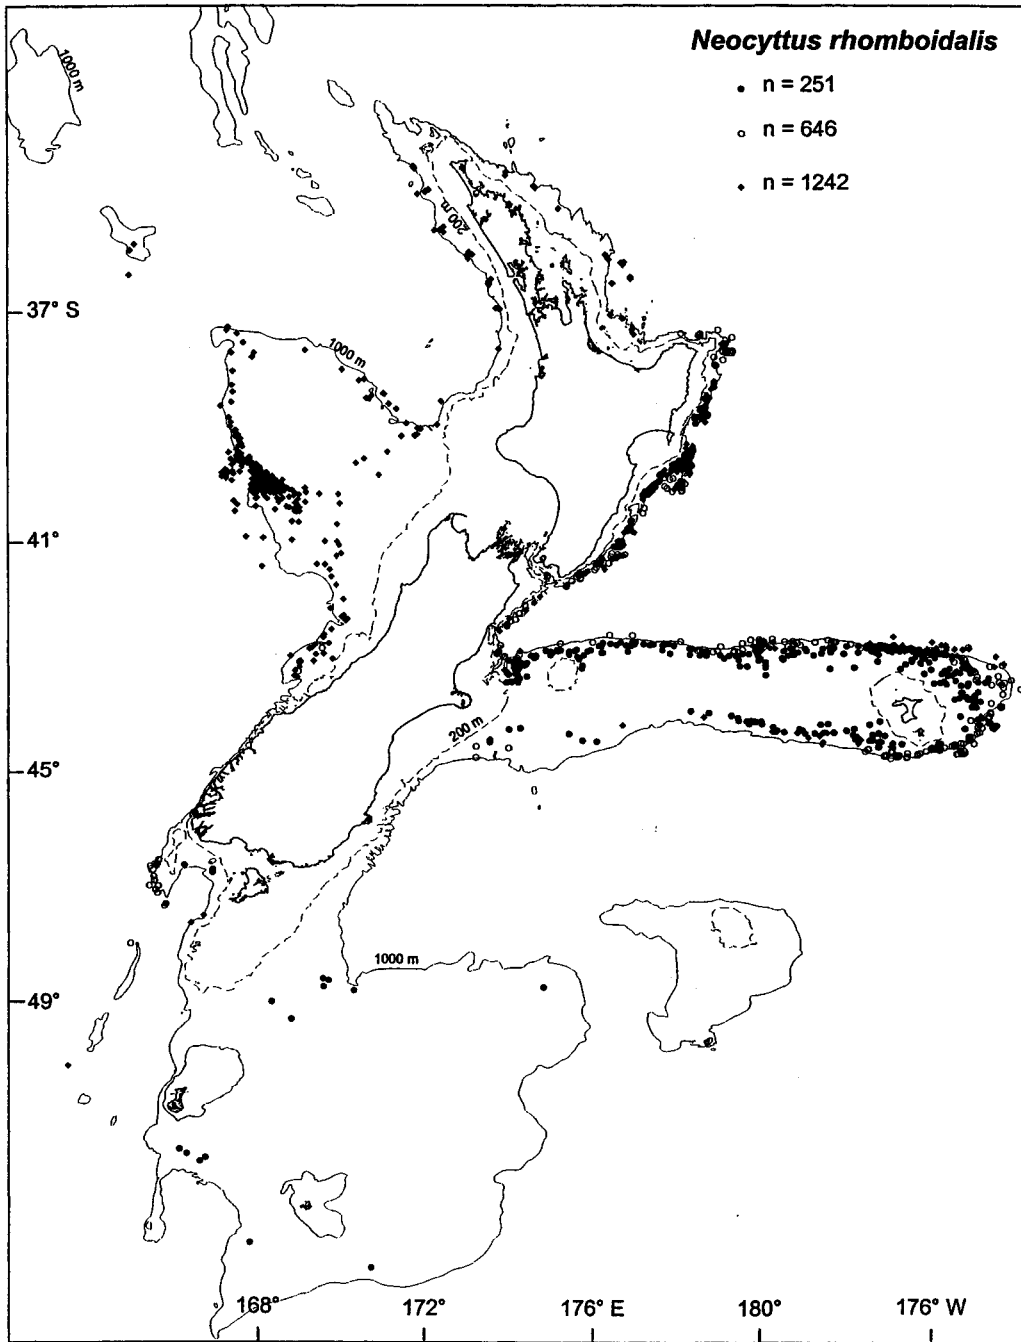 Neocyttus rhomboidalis
• n = 251
○ n = 646
♦ n = 1242
1000 m
200 m
37° S
1000 m
41°
200 m
45°
1000 m
49°
168° 172° 176° E 180° 176° W